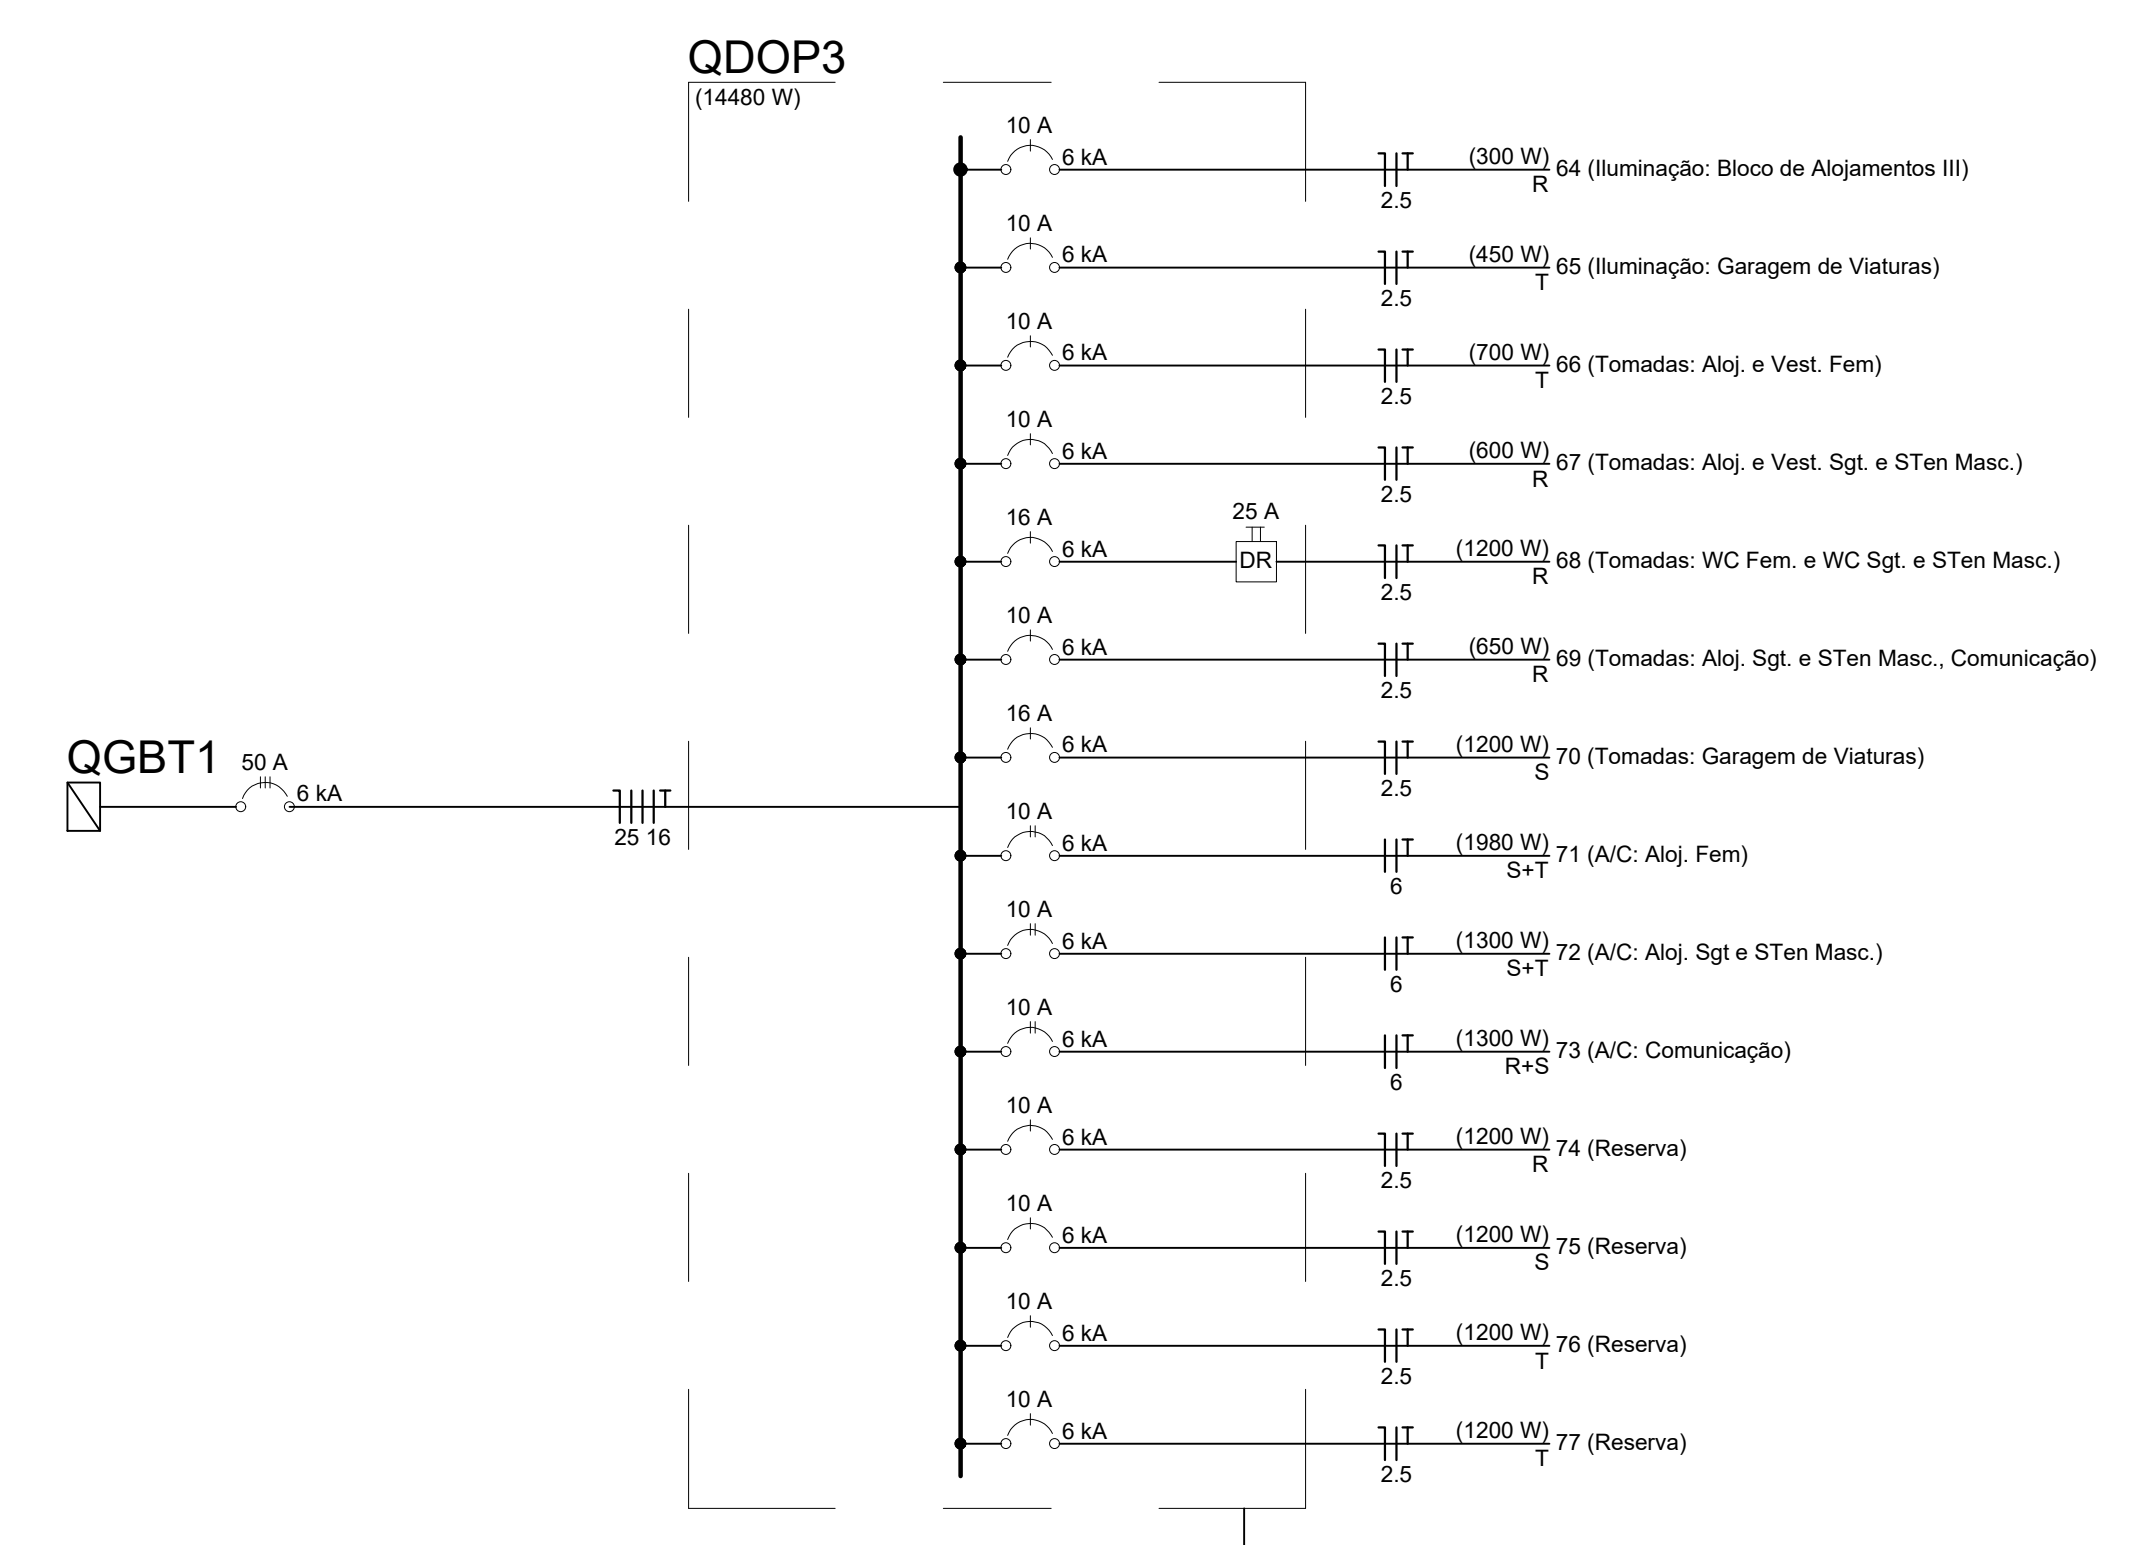 QDOP3
(14480 W)
10 A
6 kA
2.5
(300 W)
R
64 (Iluminação: Bloco de Alojamentos III)
10 A
6 kA
2.5
(450 W)
T
65 (Iluminação: Garagem de Viaturas)
10 A
6 kA
2.5
(700 W)
T
66 (Tomadas: Aloj. e Vest. Fem)
10 A
6 kA
2.5
(600 W)
R
67 (Tomadas: Aloj. e Vest. Sgt. e STen Masc.)
16 A
6 kA
25 A
DR
2.5
(1200 W)
R
68 (Tomadas: WC Fem. e WC Sgt. e STen Masc.)
10 A
6 kA
2.5
(650 W)
R
69 (Tomadas: Aloj. Sgt. e STen Masc., Comunicação)
16 A
6 kA
2.5
(1200 W)
S
70 (Tomadas: Garagem de Viaturas)
QGBT1
50 A
6 kA
25 16
10 A
6 kA
6
(1980 W)
S+T
71 (A/C: Aloj. Fem)
10 A
6 kA
6
(1300 W)
S+T
72 (A/C: Aloj. Sgt e STen Masc.)
10 A
6 kA
6
(1300 W)
R+S
73 (A/C: Comunicação)
10 A
6 kA
2.5
(1200 W)
R
74 (Reserva)
10 A
6 kA
2.5
(1200 W)
S
75 (Reserva)
10 A
6 kA
2.5
(1200 W)
T
76 (Reserva)
10 A
6 kA
2.5
(1200 W)
T
77 (Reserva)